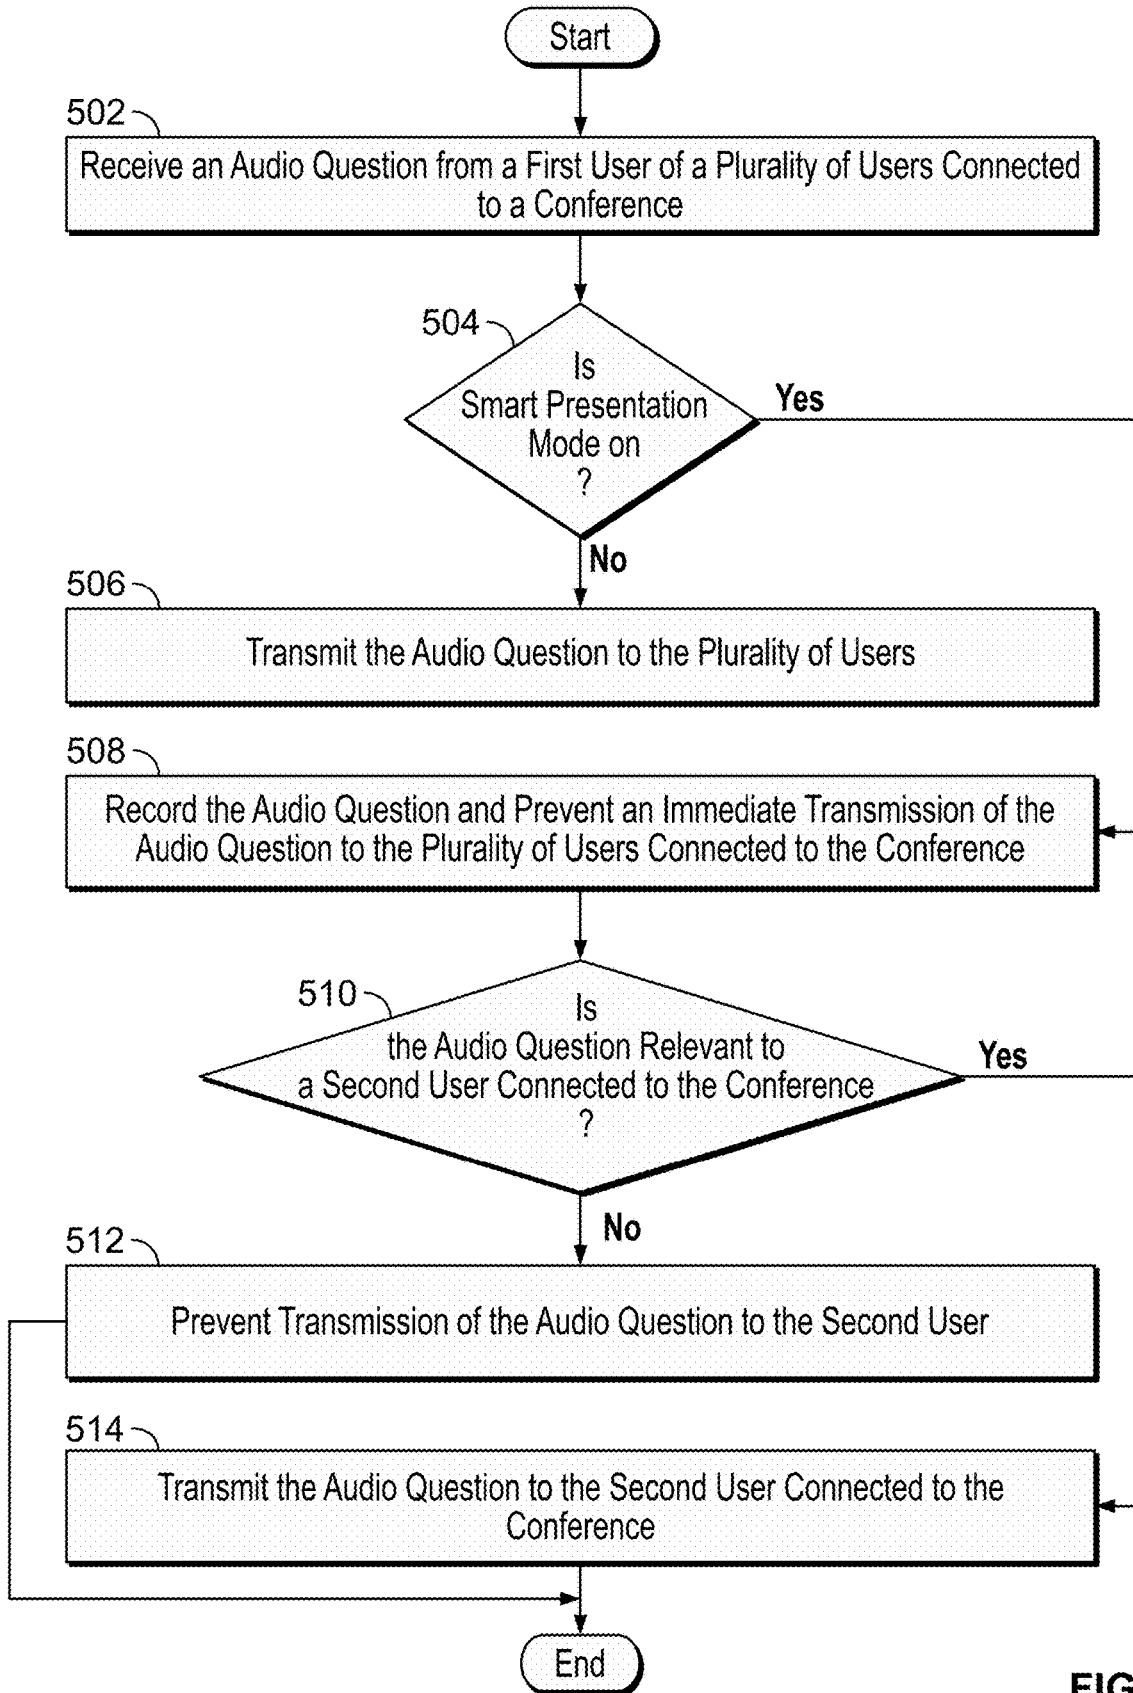 Start
502
Receive an Audio Question from a First User of a Plurality of Users Connected
to a Conference
504
Is
Smart Presentation
Mode on
?
Yes
No
506
Transmit the Audio Question to the Plurality of Users
508
Record the Audio Question and Prevent an Immediate Transmission of the
Audio Question to the Plurality of Users Connected to the Conference
510
Is
the Audio Question Relevant to
a Second User Connected to the Conference
?
Yes
No
512
Prevent Transmission of the Audio Question to the Second User
514
Transmit the Audio Question to the Second User Connected to the
Conference
End
FIG